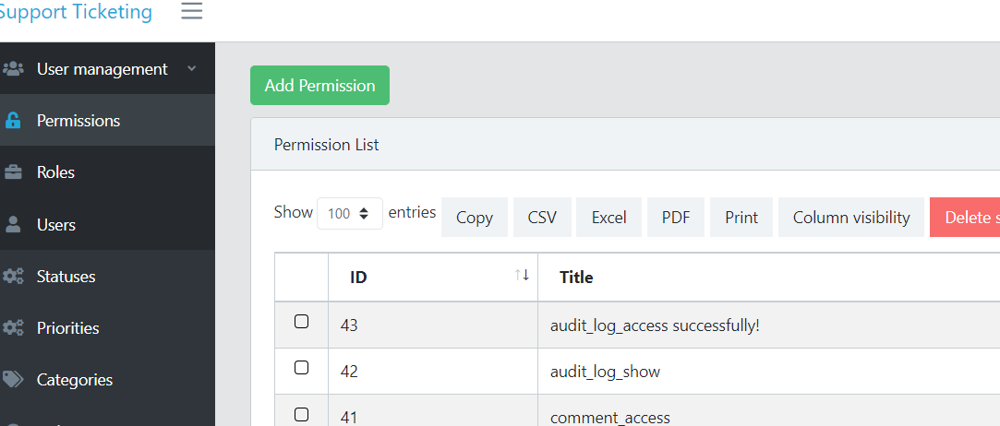 Support Ticketing
User management
Permissions
Roles
Users
Statuses
Priorities
Categories
Add Permission
Permission List
Show 100 entries Copy CSV Excel PDF Print Column visibility Delete
ID Title
43 audit_log_access successfully!
42 audit_log_show
41 comment_access